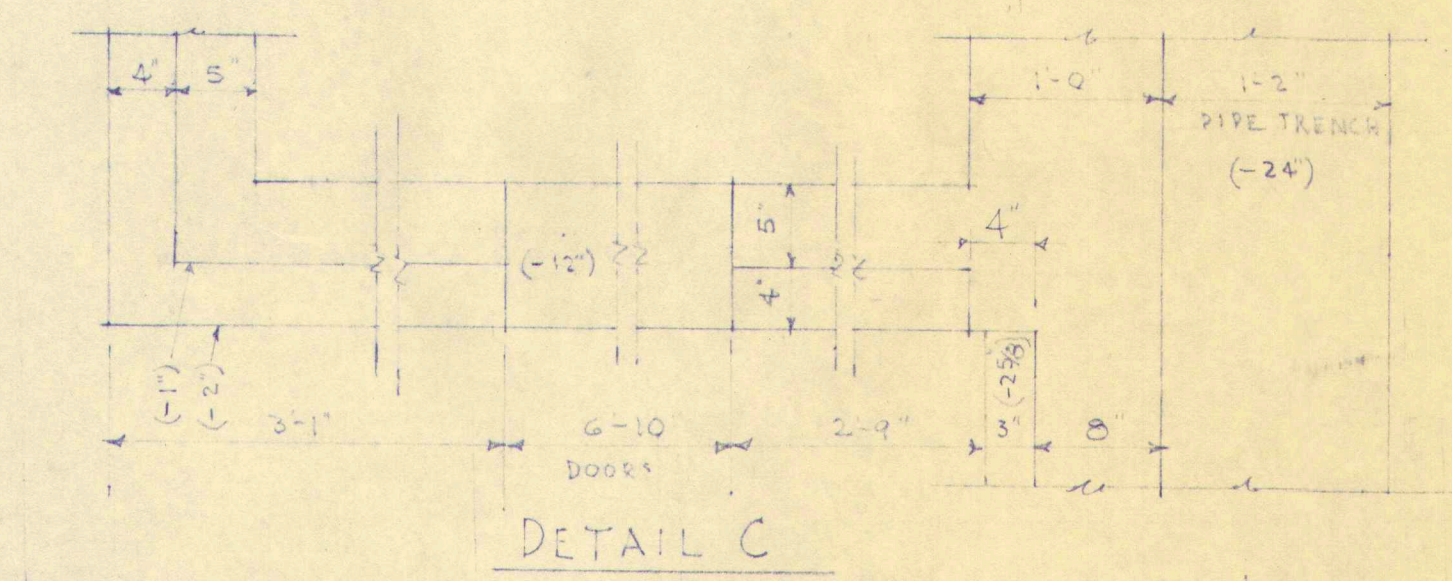 4" 5" 1'-0" 1-2"
PIPE TRENCH
(-24")
5" 4"
(-12")
4"
(-1")
(-2")
3" (-2 5/8)
3'-1" 6'-10 2'-9" 8"
DOORS
DETAIL C